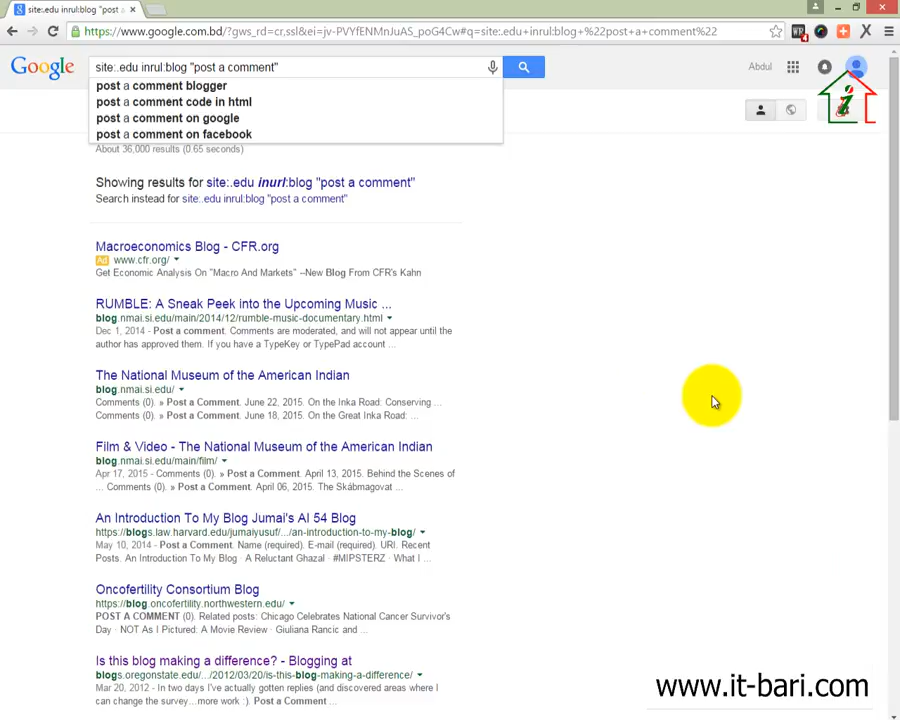 site:.edu inrul:blog "post a
https://www.google.com.bd/?gws_rd=cr,ssl&ei=jv-PVYfENMnJuAS_poG4Cw#q=site:.edu+inrul:blog+%22post+a+comment%22
4
Google
site:.edu inrul:blog "post a comment"
Abdul
post a comment blogger
post a comment code in html
post a comment on google
post a comment on facebook
i
About 36,000 results (0.65 seconds)
Showing results for site:.edu inurl:blog "post a comment"
Search instead for site:.edu inrul:blog "post a comment"
Macroeconomics Blog - CFR.org
Ad www.cfr.org/
Get Economic Analysis On "Macro And Markets" --New Blog From CFR's Kahn
RUMBLE: A Sneak Peek into the Upcoming Music ...
blog.nmai.si.edu/main/2014/12/rumble-music-documentary.html
Dec 1, 2014 - Post a comment. Comments are moderated, and will not appear until the
author has approved them. If you have a TypeKey or TypePad account ...
The National Museum of the American Indian
blog.nmai.si.edu/
Comments (0). » Post a Comment. June 22, 2015. On the Inka Road: Conserving ...
Comments (0). » Post a Comment. June 18, 2015. On the Great Inka Road: ...
Film & Video - The National Museum of the American Indian
blog.nmai.si.edu/main/film/
Apr 17, 2015 - Comments (0). » Post a Comment. April 13, 2015. Behind the Scenes of
... Comments (0). » Post a Comment. April 06, 2015. The Skábmagovat ...
An Introduction To My Blog Jumai's AI 54 Blog
https://blogs.law.harvard.edu/jumaiyusuf/.../an-introduction-to-my-blog/
May 10, 2014 - Post a Comment. Name (required). E-mail (required). URI. Recent
Posts. An Introduction To My Blog · A Reluctant Ghazal · #MIPSTERZ · What I ...
Oncofertility Consortium Blog
https://blog.oncofertility.northwestern.edu/
POST A COMMENT (0). Related posts: Chicago Celebrates National Cancer Survivor's
Day · NOT As I Pictured: A Movie Review · Giuliana Rancic and ...
Is this blog making a difference? - Blogging at
blogs.oregonstate.edu/.../2012/03/20/is-this-blog-making-a-difference/
Mar 20, 2012 - In two days I've actually gotten replies (and discovered areas where I
can change the survey...more work :). Post a Comment ...
www.it-bari.com